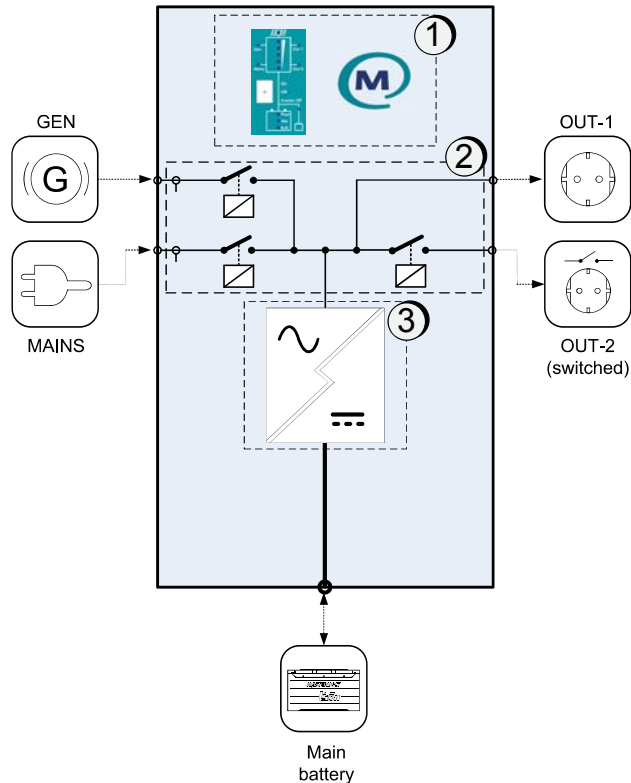 1
M
GEN
2
OUT-1
G
MAINS
3
OUT-2
(switched)
Main
battery